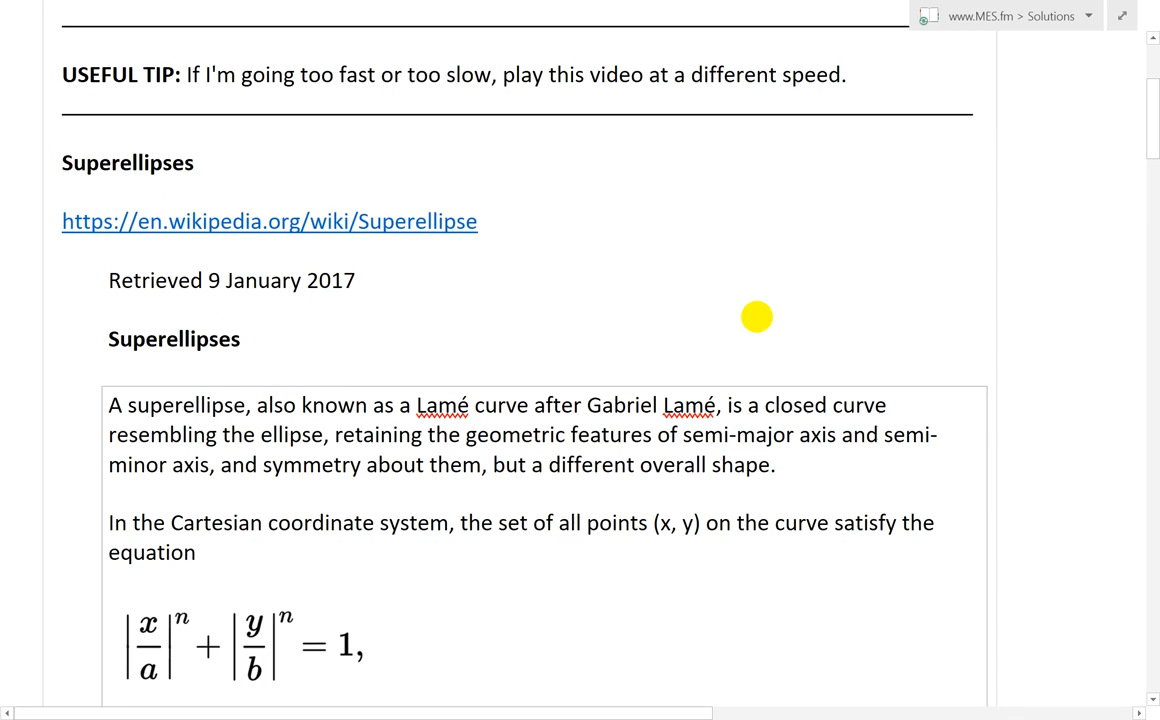 www.MES.fm > Solutions
USEFUL TIP: If I'm going too fast or too slow, play this video at a different speed.
Superellipses
https://en.wikipedia.org/wiki/Superellipse
Retrieved 9 January 2017
Superellipses
A superellipse, also known as a Lamé curve after Gabriel Lamé, is a closed curve
resembling the ellipse, retaining the geometric features of semi-major axis and semi-
minor axis, and symmetry about them, but a different overall shape.
In the Cartesian coordinate system, the set of all points (x, y) on the curve satisfy the
equation
|x/a|^n + |y/b|^n = 1,